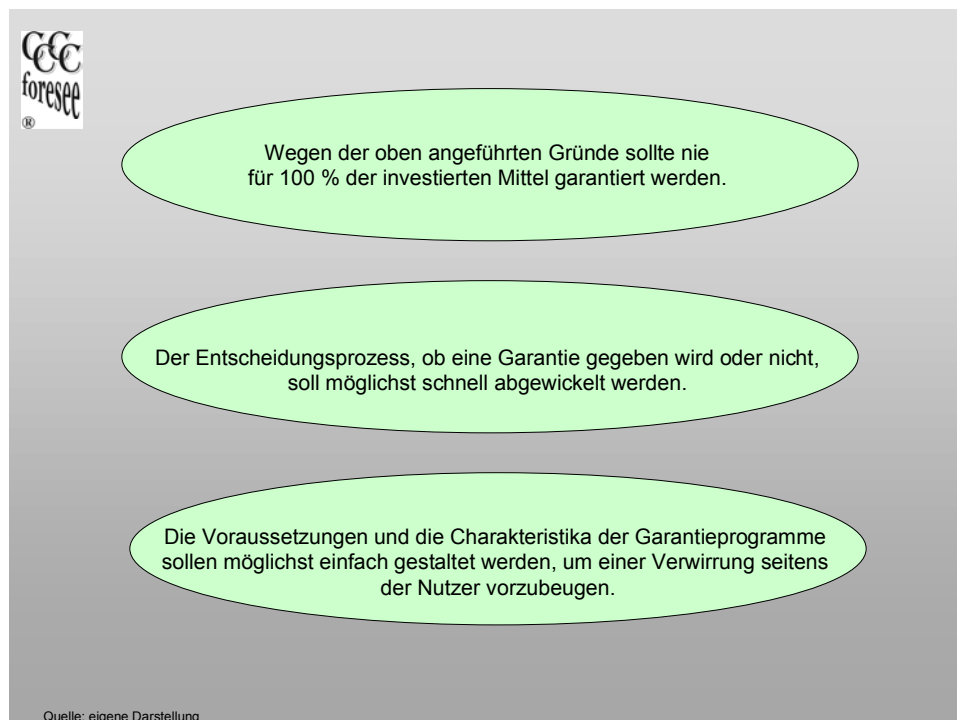 CCCC
foresee
®
Wegen der oben angeführten Gründe sollte nie
für 100 % der investierten Mittel garantiert werden.
Der Entscheidungsprozess, ob eine Garantie gegeben wird oder nicht,
soll möglichst schnell abgewickelt werden.
Die Voraussetzungen und die Charakteristika der Garantieprogramme
sollen möglichst einfach gestaltet werden, um einer Verwirrung seitens
der Nutzer vorzubeugen.
Quelle: eigene Darstellung